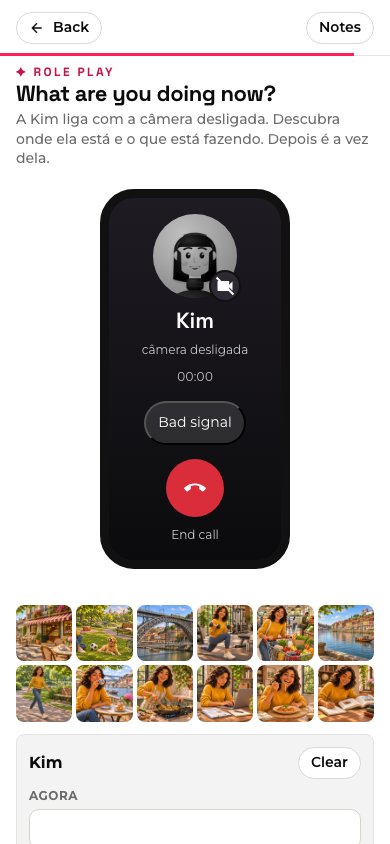 Back
Notes
ROLE PLAY
What are you doing now?
A Kim liga com a câmera desligada. Descubra
onde ela está e o que está fazendo. Depois é a vez
dela.
Kim
câmera desligada
00:00
Bad signal
End call
Kim
Clear
AGORA